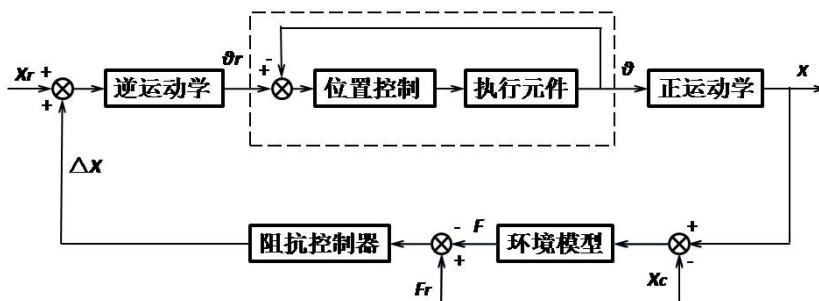 Xr + +
逆运动学
θr
+ -
位置控制
执行元件
θ
正运动学
X
△X
阻抗控制器
- +
F
环境模型
+ -
Fr
Xc